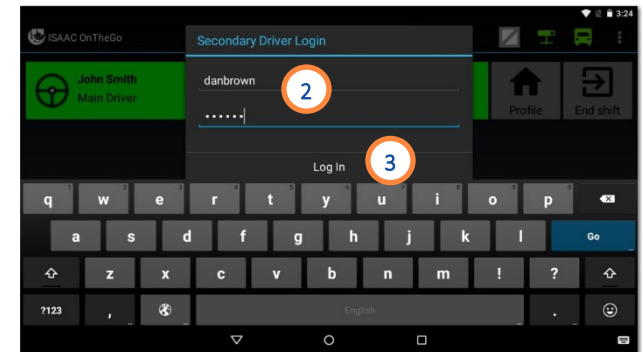 3:24
ISAAC OnTheGo
Secondary Driver Login
John Smith
Main Driver
danbrown
2
••••••
Profile
End shift
Log In
3
q w e r t y u i o p
a s d f g h j k l Go
z x c v b n m ! ?
?123 , English .